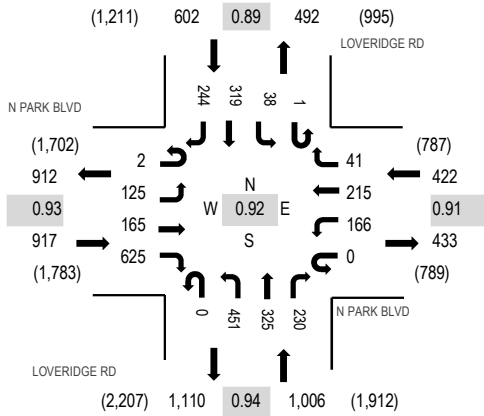 (1,211) 602 0.89 492 (995)
LOVERIDGE RD
N PARK BLVD
244 319 38 1
(1,702)
912
0.93
917
(1,783)
2
125
165
625
N
W 0.92 E
S
41
215
166
0
(787)
422
0.91
433
(789)
0 451 325 230
N PARK BLVD
LOVERIDGE RD
(2,207) 1,110 0.94 1,006 (1,912)